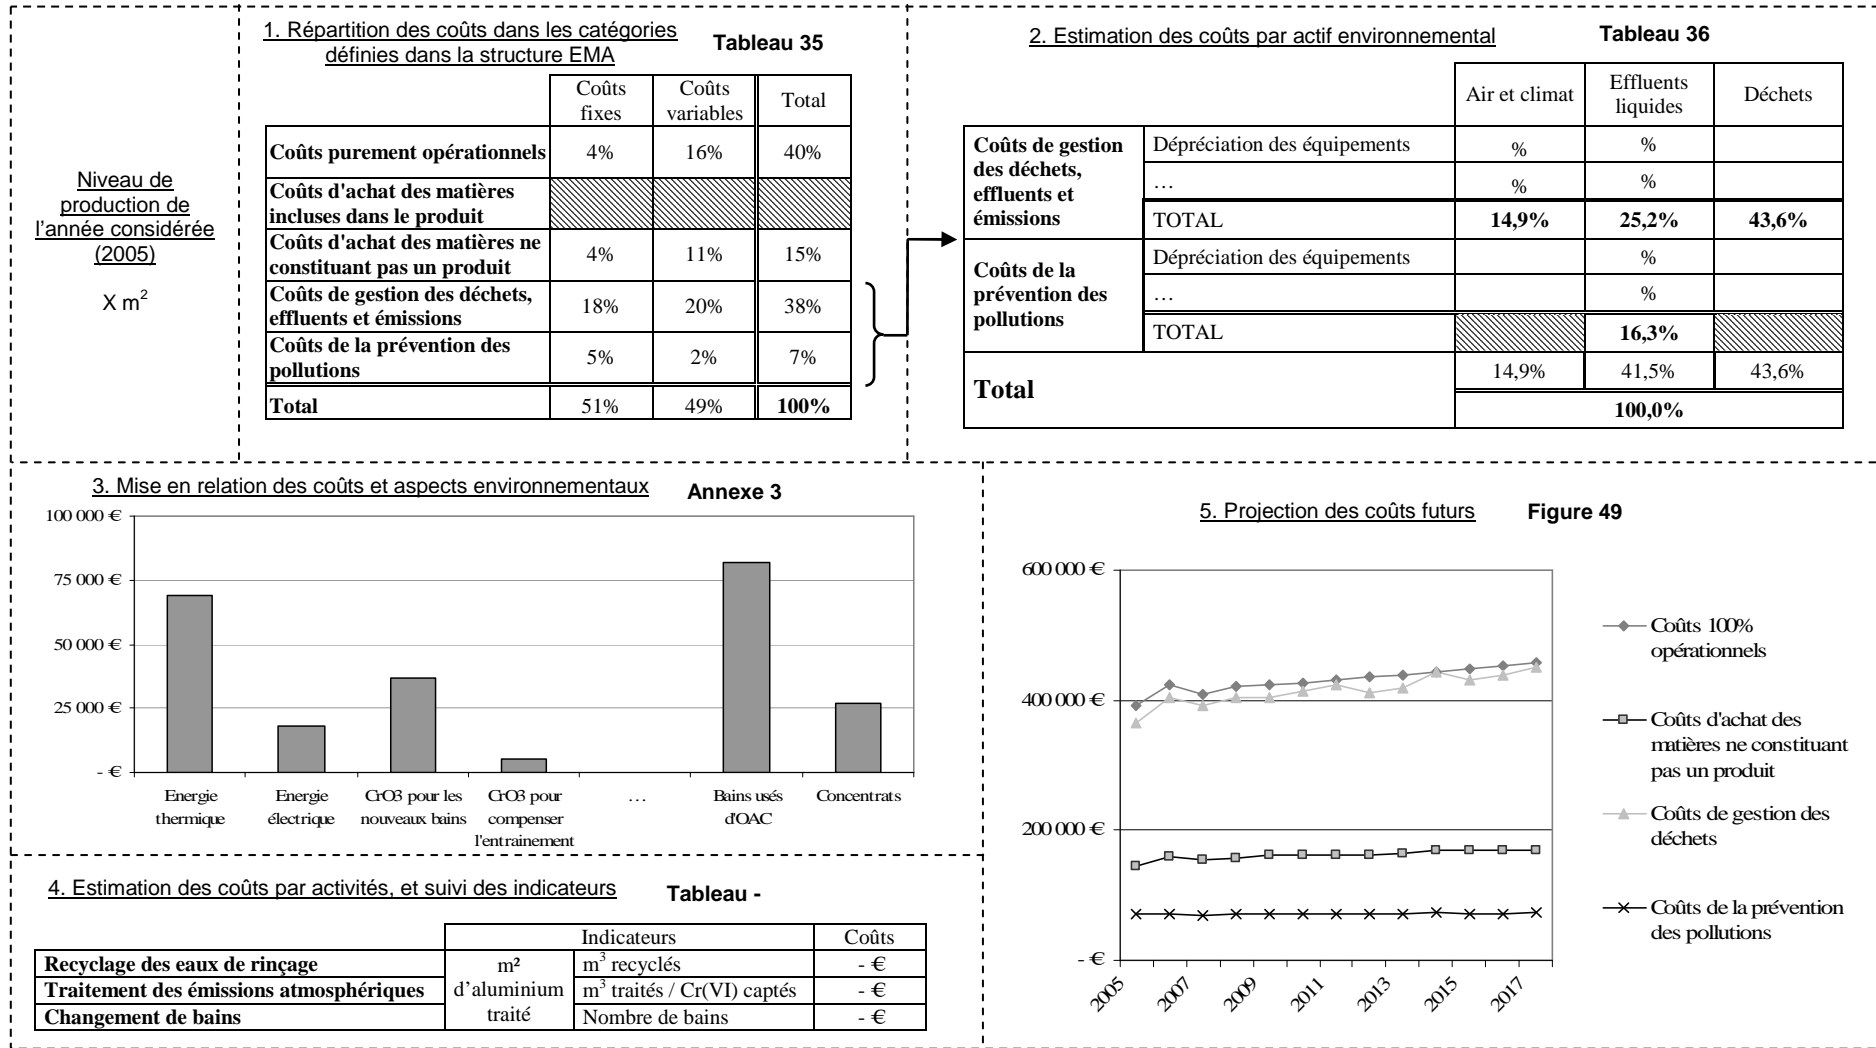 Niveau de
production de
l'année considérée
(2005)
X m²
1. Répartition des coûts dans les catégories
définies dans la structure EMA
Tableau 35
Coûts fixes Coûts variables Total
Coûts purement opérationnels 4% 16% 40%
Coûts d'achat des matières
incluses dans le produit
Coûts d'achat des matières ne
constituant pas un produit 4% 11% 15%
Coûts de gestion des déchets,
effluents et émissions 18% 20% 38%
Coûts de la prévention des
pollutions 5% 2% 7%
Total 51% 49% 100%
2. Estimation des coûts par actif environnemental
Tableau 36
Air et climat Effluents liquides Déchets
Coûts de gestion
des déchets,
effluents et
émissions
Dépréciation des équipements % %
… % %
TOTAL 14,9% 25,2% 43,6%
Coûts de la
prévention des
pollutions
Dépréciation des équipements %
… %
TOTAL 16,3%
Total 14,9% 41,5% 43,6%
100,0%
3. Mise en relation des coûts et aspects environnementaux
Annexe 3
100 000 €
75 000 €
50 000 €
25 000 €
- €
Energie
thermique
Energie
électrique
CrO3 pour les
nouveaux bains
CrO3 pour
compenser
l'entrainement
…
Bains usés
d'OAC
Concentrats
4. Estimation des coûts par activités, et suivi des indicateurs
Tableau -
Indicateurs Coûts
Recyclage des eaux de rinçage
Traitement des émissions atmosphériques
Changement de bains
m²
d'aluminium
traité
m³ recyclés - €
m³ traités / Cr(VI) captés - €
Nombre de bains - €
5. Projection des coûts futurs
Figure 49
600 000 €
400 000 €
200 000 €
- €
2005
2007
2009
2011
2013
2015
2017
Coûts 100%
opérationnels
Coûts d'achat des
matières ne constituant
pas un produit
Coûts de gestion des
déchets
Coûts de la prévention
des pollutions